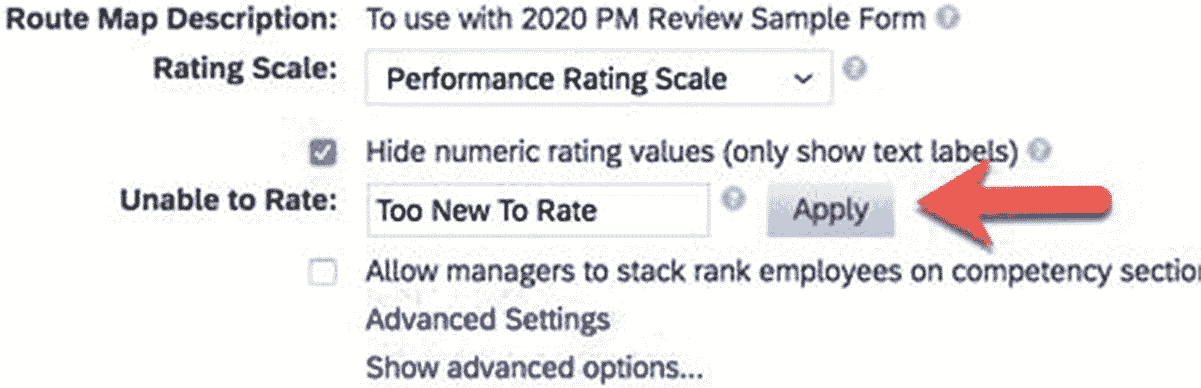 Route Map Description: To use with 2020 PM Review Sample Form
Rating Scale: Performance Rating Scale
Hide numeric rating values (only show text labels)
Unable to Rate: Too New To Rate Apply
Allow managers to stack rank employees on competency section
Advanced Settings
Show advanced options...